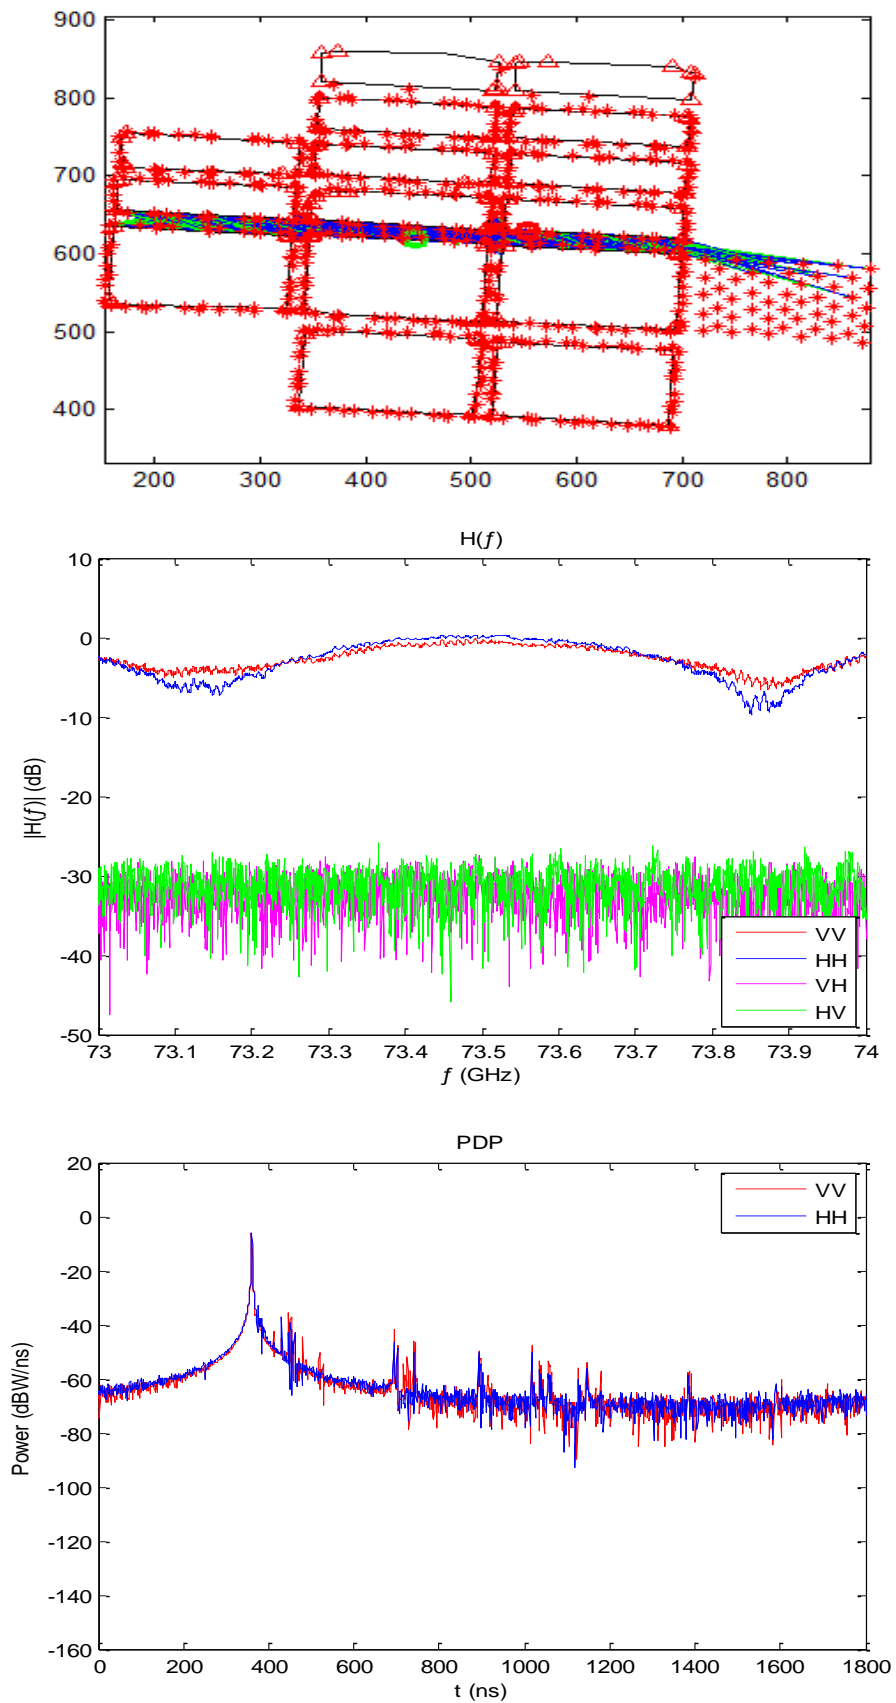 900
800
700
600
500
400
200 300 400 500 600 700 800
H(ƒ)
10
0
-10
-20
-30
-40
-50
|H(ƒ)| (dB)
VV
HH
VH
HV
73 73.1 73.2 73.3 73.4 73.5 73.6 73.7 73.8 73.9 74
ƒ (GHz)
PDP
20
0
-20
-40
-60
-80
-100
-120
-140
-160
Power (dBW/ns)
VV
HH
0 200 400 600 800 1000 1200 1400 1600 1800
t (ns)